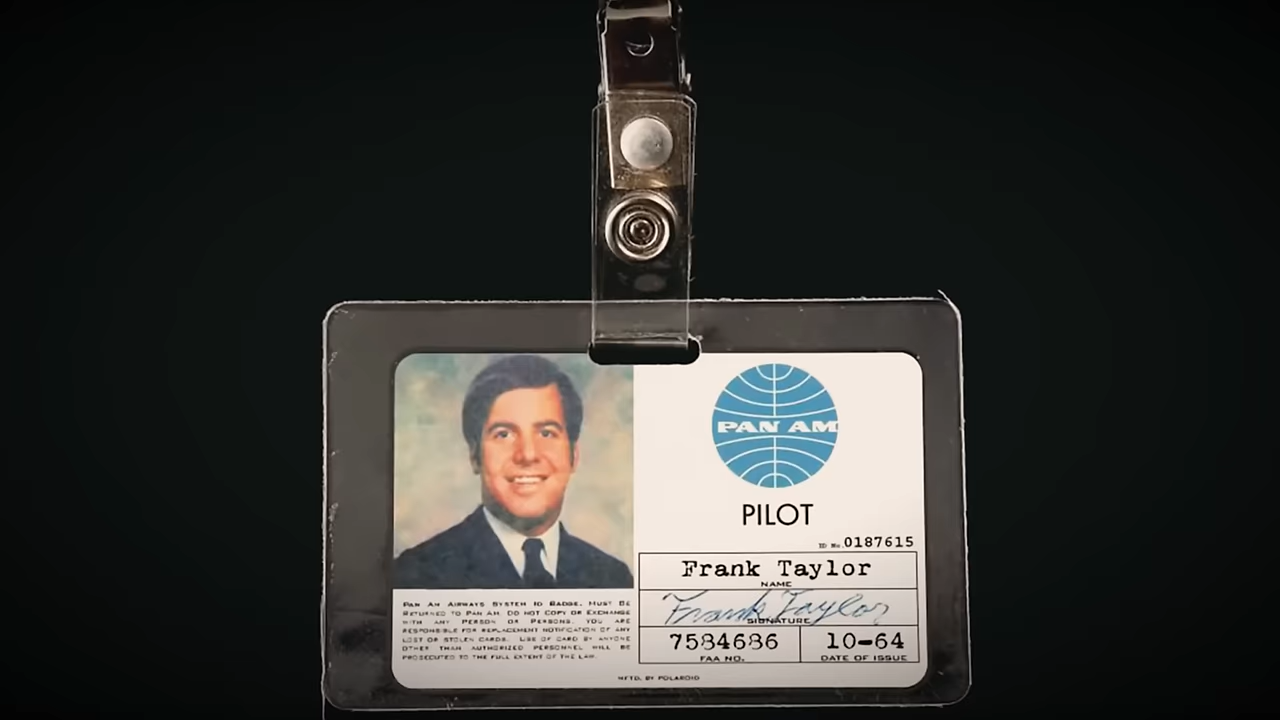 PAN AM
PILOT
ID No. 0187615
Frank Taylor
NAME
Frank Taylor
SIGNATURE
7584686
FAA NO.
10-64
DATE OF ISSUE
PAN AM AIRWAYS SYSTEM ID BADGE. MUST BE
RETURNED TO PAN AM. DO NOT COPY OR EXCHANGE
WITH ANY PERSON OR PERSONS. YOU ARE
RESPONSIBLE FOR REPLACEMENT NOTIFICATION OF ANY
LOST OR STOLEN CARDS. USE OF CARD BY ANYONE
OTHER THAN AUTHORIZED PERSONNEL WILL BE
PROSECUTED TO THE FULL EXTENT OF THE LAW.
MFTD. BY POLAROID